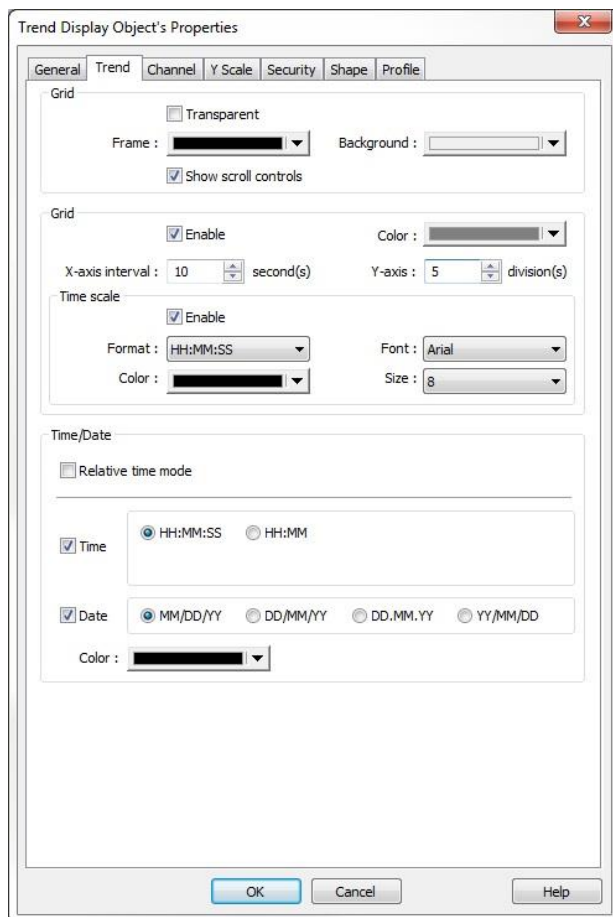 Trend Display Object's Properties
General Trend Channel Y Scale Security Shape Profile
Grid
Transparent
Frame : Background :
Show scroll controls
Grid
Enable Color :
X-axis interval : 10 second(s) Y-axis : 5 division(s)
Time scale
Enable
Format : HH:MM:SS Font : Arial
Color : Size : 8
Time/Date
Relative time mode
Time HH:MM:SS HH:MM
Date MM/DD/YY DD/MM/YY DD.MM.YY YY/MM/DD
Color :
OK Cancel Help